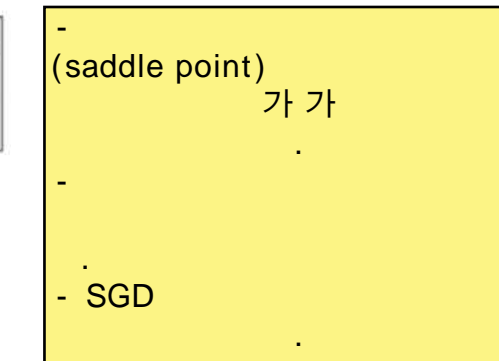 -
(saddle point)
가 가
.
-
.
- SGD
.